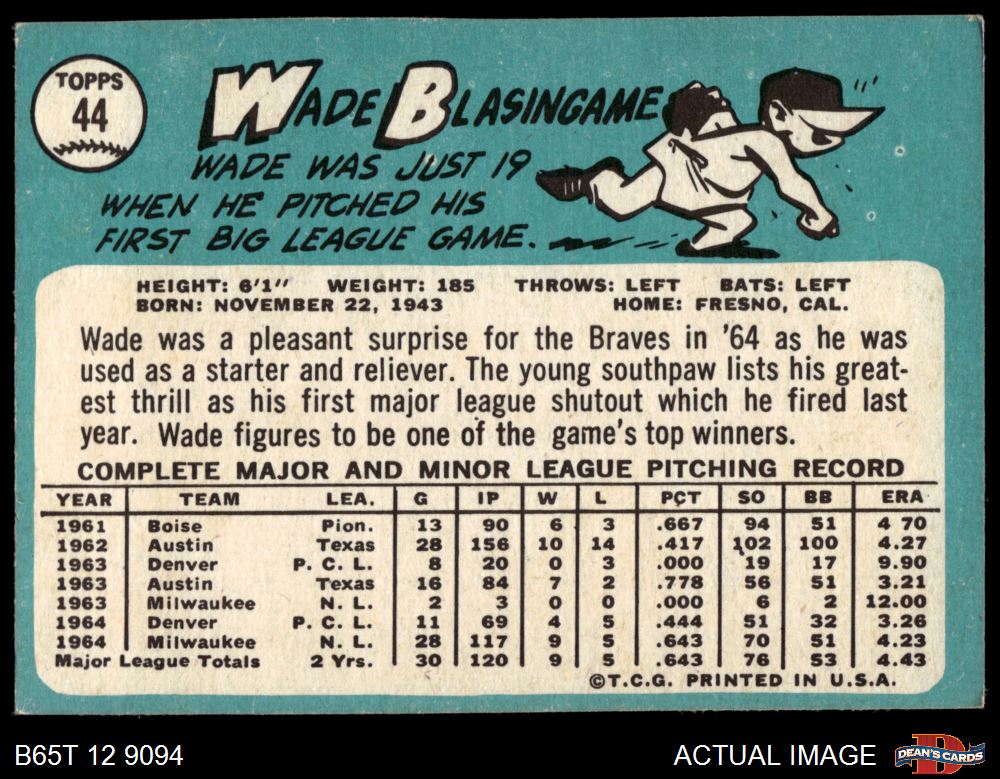 TOPPS
44
WADE BLASINGAME
WADE WAS JUST 19
WHEN HE PITCHED HIS
FIRST BIG LEAGUE GAME.
HEIGHT: 6'1" WEIGHT: 185 THROWS: LEFT BATS: LEFT
BORN: NOVEMBER 22, 1943 HOME: FRESNO, CAL.
Wade was a pleasant surprise for the Braves in '64 as he was
used as a starter and reliever. The young southpaw lists his great-
est thrill as his first major league shutout which he fired last
year. Wade figures to be one of the game's top winners.
COMPLETE MAJOR AND MINOR LEAGUE PITCHING RECORD
YEAR TEAM LEA. G IP W L PCT SO BB ERA
1961 Boise Pion. 13 90 6 3 .667 94 51 4 70
1962 Austin Texas 28 156 10 14 .417 102 100 4.27
1963 Denver P. C. L. 8 20 0 3 .000 19 17 9.90
1963 Austin Texas 16 84 7 2 .778 56 51 3.21
1963 Milwaukee N. L. 2 3 0 0 .000 6 2 12.00
1964 Denver P. C. L. 11 69 4 5 .444 51 32 3.26
1964 Milwaukee N. L. 28 117 9 5 .643 70 51 4.23
Major League Totals 2 Yrs. 30 120 9 5 .643 76 53 4.43
©T.C.G. PRINTED IN U.S.A.
B65T 12 9094 ACTUAL IMAGE DEAN'S CARDS